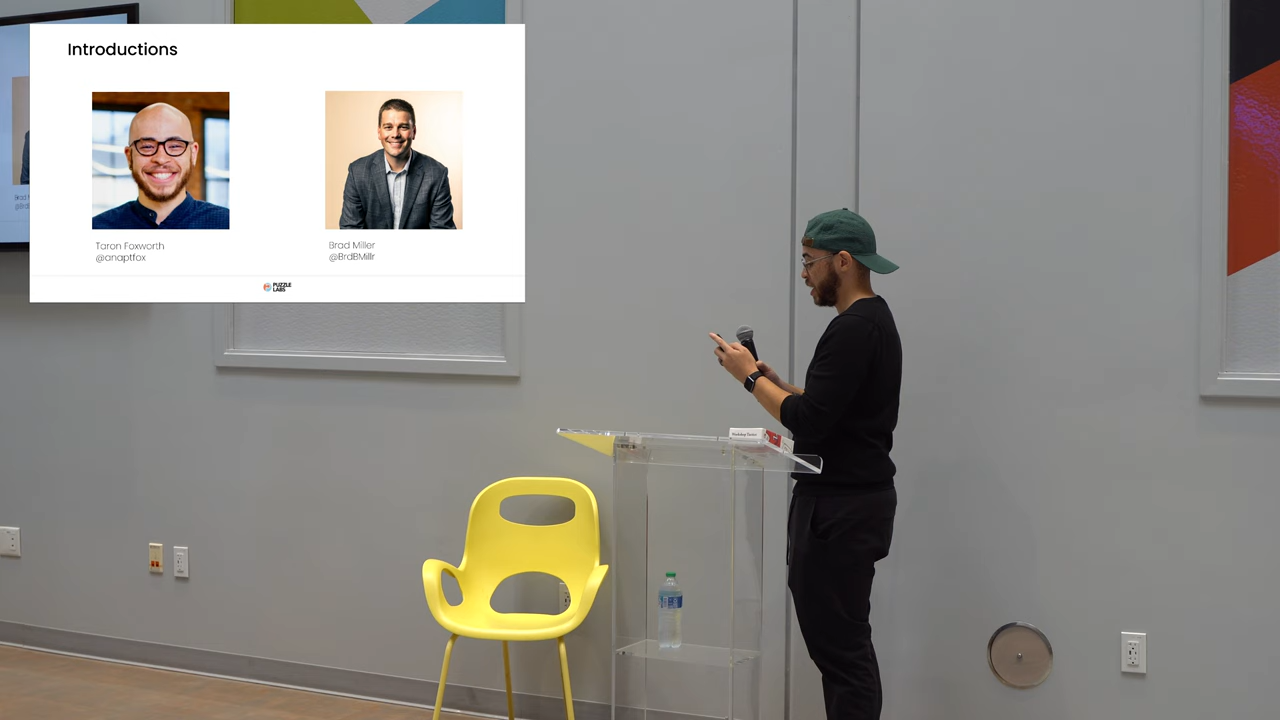 Introductions
Taron Foxworth
@anaptfox
Brad Miller
@BrdBMillr
PUZZLE
LABS